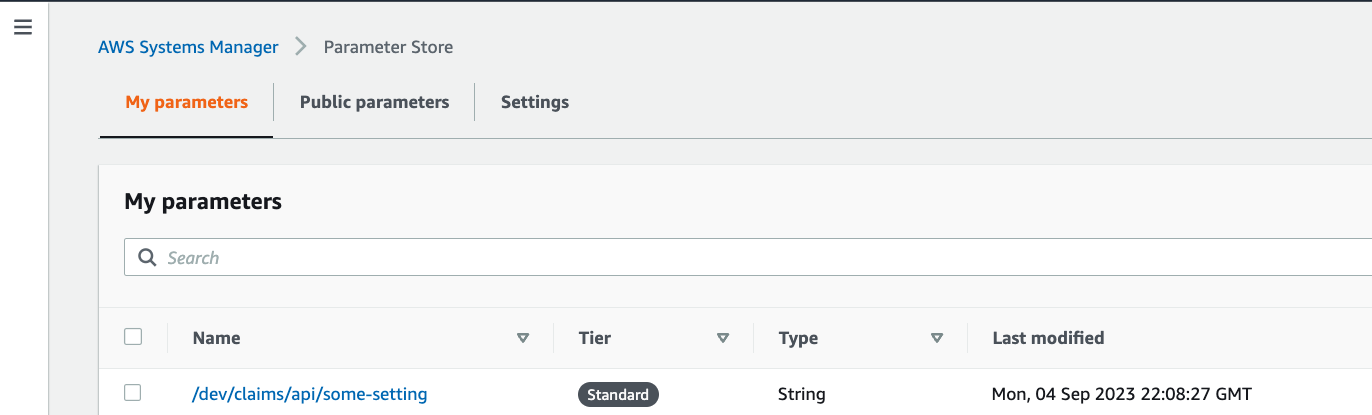 AWS Systems Manager > Parameter Store
My parameters Public parameters Settings
My parameters
Search
Name Tier Type Last modified
/dev/claims/api/some-setting Standard String Mon, 04 Sep 2023 22:08:27 GMT